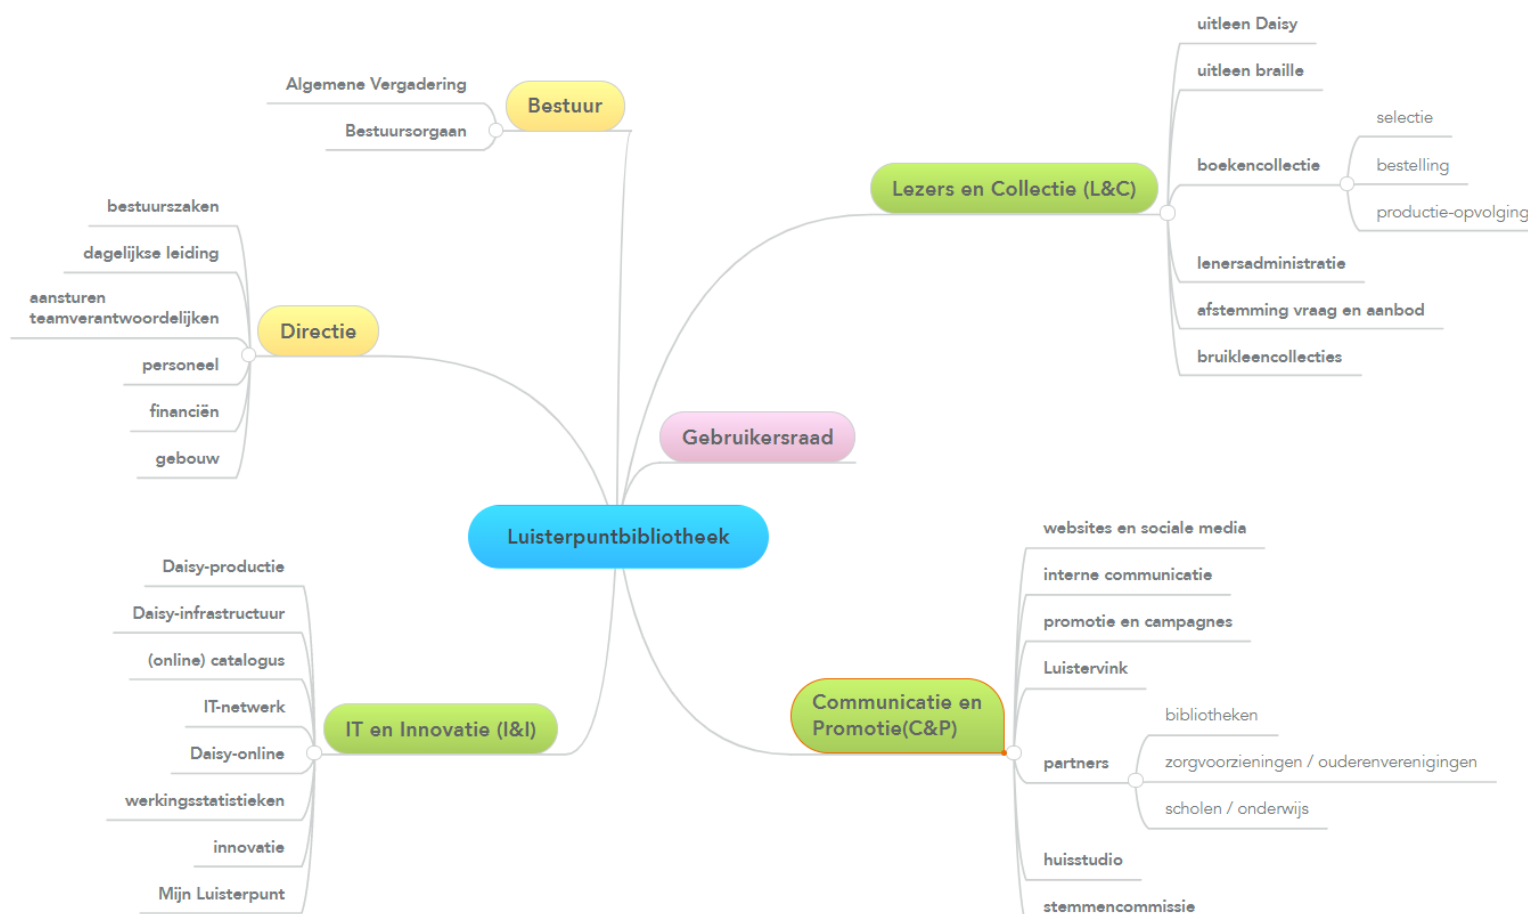 Luisterpuntbibliotheek
Bestuur
Algemene Vergadering
Bestuursorgaan
Directie
bestuurszaken
dagelijkse leiding
aansturen
teamverantwoordelijken
personeel
financiën
gebouw
IT en Innovatie (I&I)
Daisy-productie
Daisy-infrastructuur
(online) catalogus
IT-netwerk
Daisy-online
werkingsstatistieken
innovatie
Mijn Luisterpunt
Lezers en Collectie (L&C)
uitleen Daisy
uitleen braille
boekencollectie
selectie
bestelling
productie-opvolging
lenersadministratie
afstemming vraag en aanbod
bruikleencollecties
Gebruikersraad
Communicatie en
Promotie(C&P)
websites en sociale media
interne communicatie
promotie en campagnes
Luistervink
partners
bibliotheken
zorgvoorzieningen / ouderenverenigingen
scholen / onderwijs
huisstudio
stemmencommissie